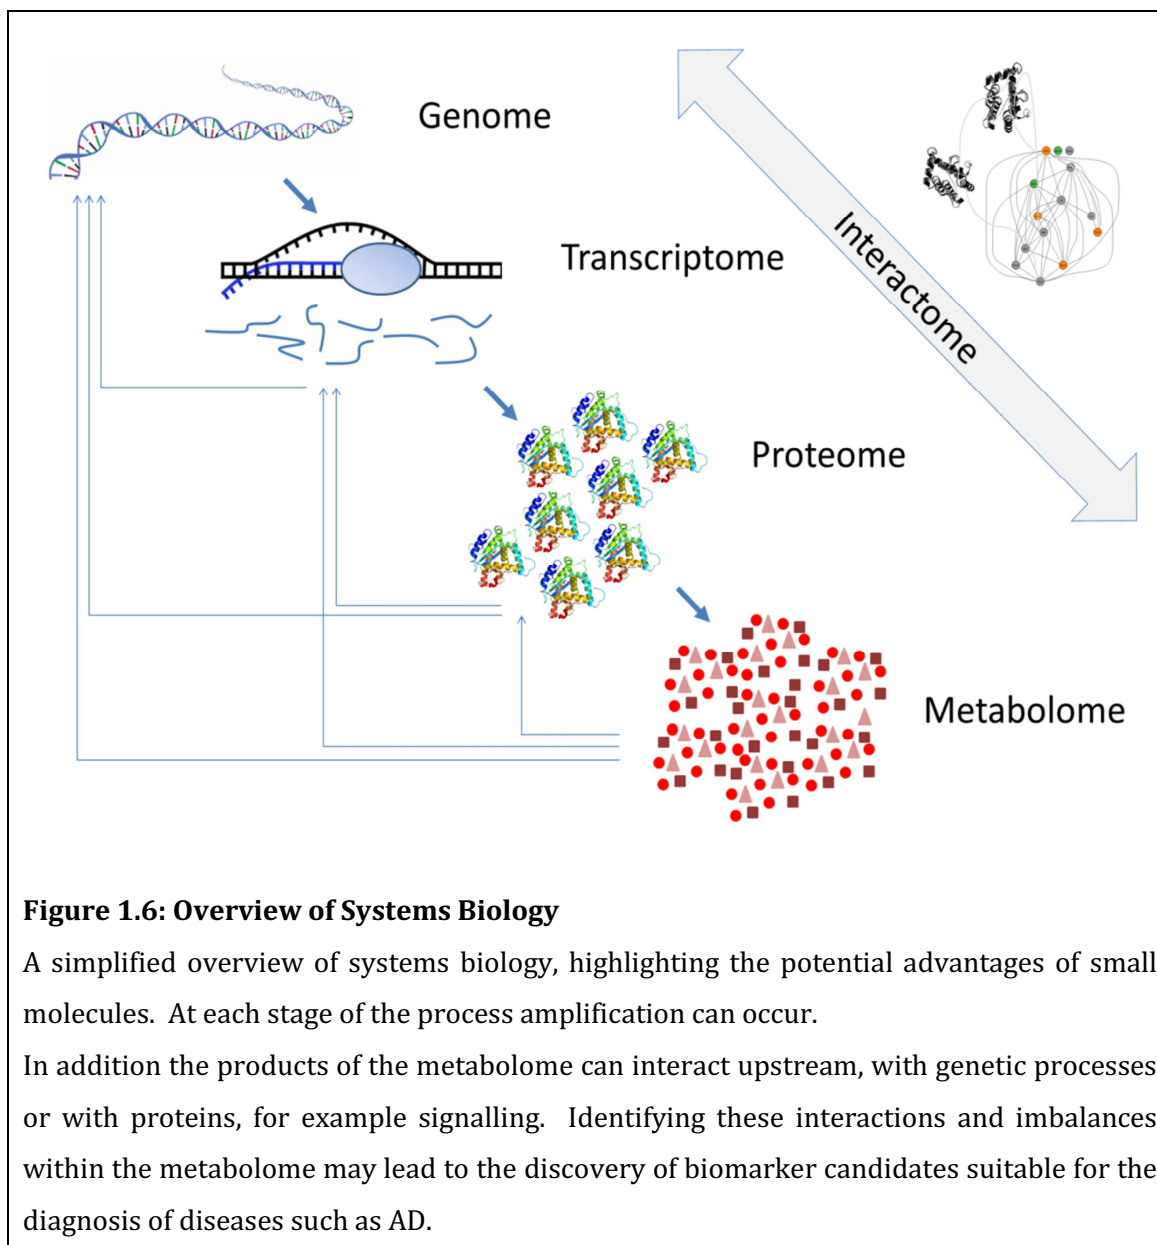 Genome
Transcriptome
Interactome
Proteome
Metabolome
Figure 1.6: Overview of Systems Biology
A simplified overview of systems biology, highlighting the potential advantages of small
molecules.  At each stage of the process amplification can occur.
In addition the products of the metabolome can interact upstream, with genetic processes
or with proteins, for example signalling.  Identifying these interactions and imbalances
within the metabolome may lead to the discovery of biomarker candidates suitable for the
diagnosis of diseases such as AD.